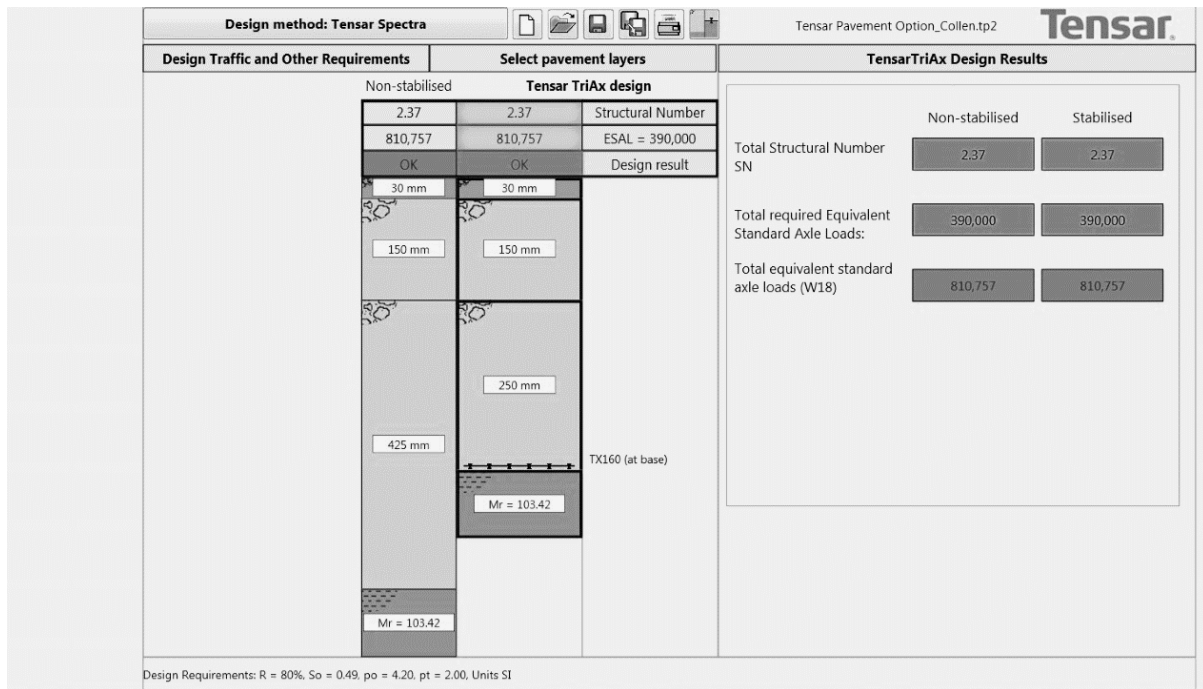 Design method: Tensar Spectra
Tensar Pavement Option_Collen.tp2
Tensar.
Design Traffic and Other Requirements
Select pavement layers
TensarTriAx Design Results
Non-stabilised
Tensar TriAx design
2.37
2.37
Structural Number
810,757
810,757
ESAL = 390,000
OK
OK
Design result
30 mm
30 mm
150 mm
150 mm
250 mm
425 mm
TX160 (at base)
Mr = 103.42
Mr = 103.42
Non-stabilised
Stabilised
Total Structural Number
SN
2.37
2.37
Total required Equivalent
Standard Axle Loads:
390,000
390,000
Total equivalent standard
axle loads (W18)
810,757
810,757
Design Requirements: R = 80%, So = 0.49, po = 4.20, pt = 2.00, Units SI